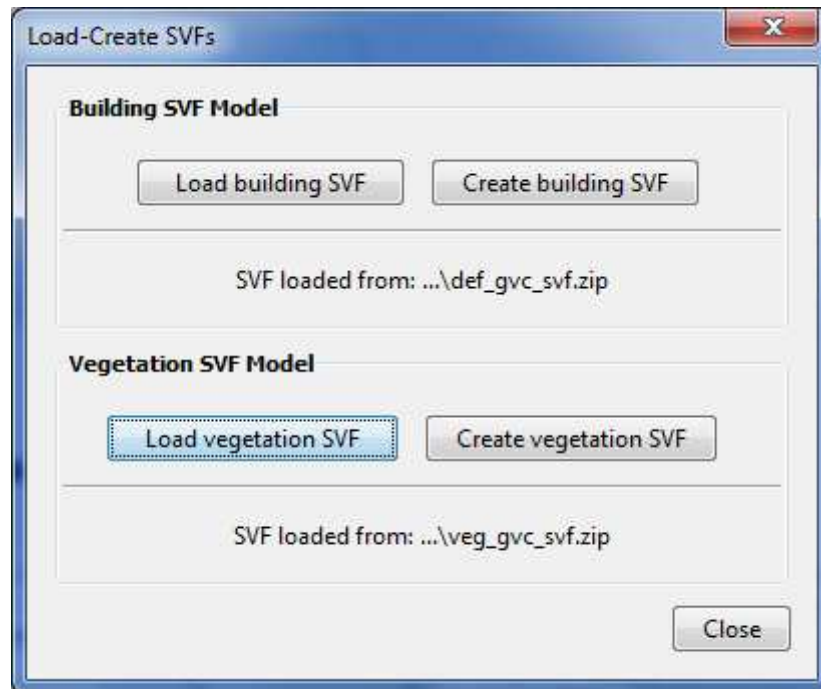 Load-Create SVFs
Building SVF Model
Load building SVF Create building SVF
SVF loaded from: ...\def_gvc_svf.zip
Vegetation SVF Model
Load vegetation SVF Create vegetation SVF
SVF loaded from: ...\veg_gvc_svf.zip
Close